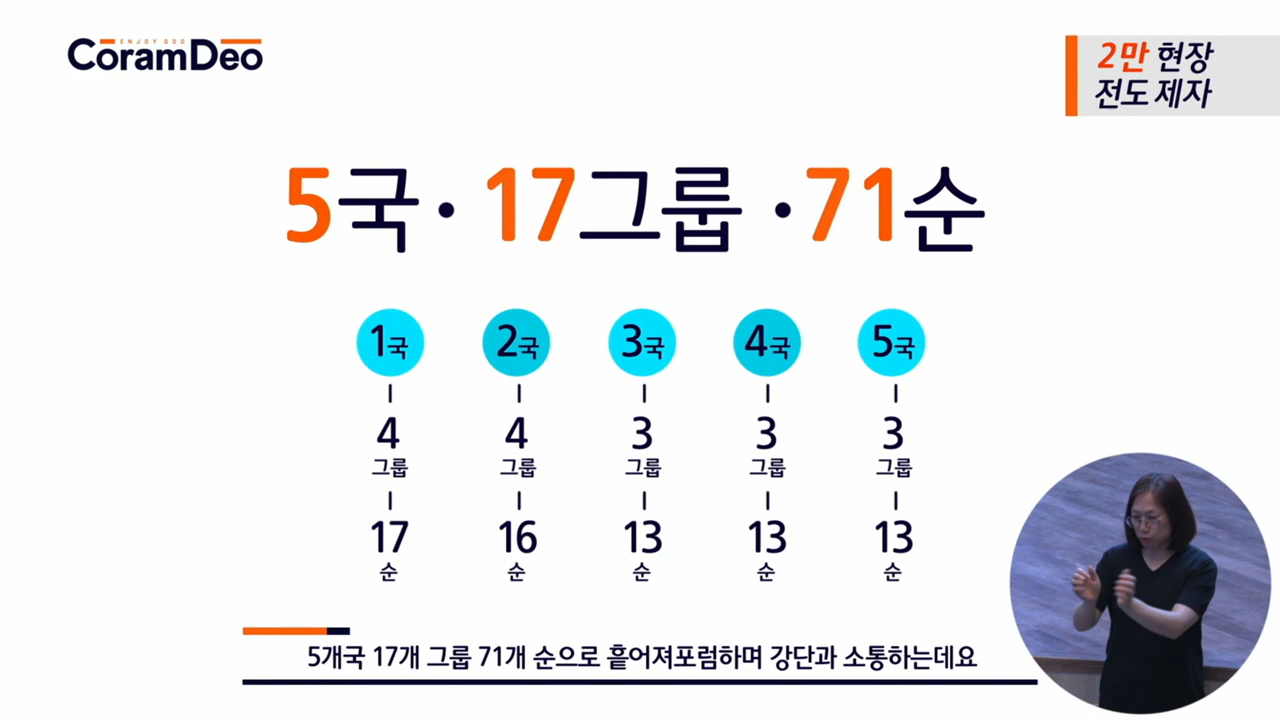 ENJOY GOD
CoramDeo
2만 현장
전도 제자
5국 · 17그룹 · 71순
1국 2국 3국 4국 5국
4 4 3 3 3
그룹 그룹 그룹 그룹 그룹
17 16 13 13 13
순 순 순 순 순
5개국 17개 그룹 71개 순으로 흩어져포럼하며 강단과 소통하는데요